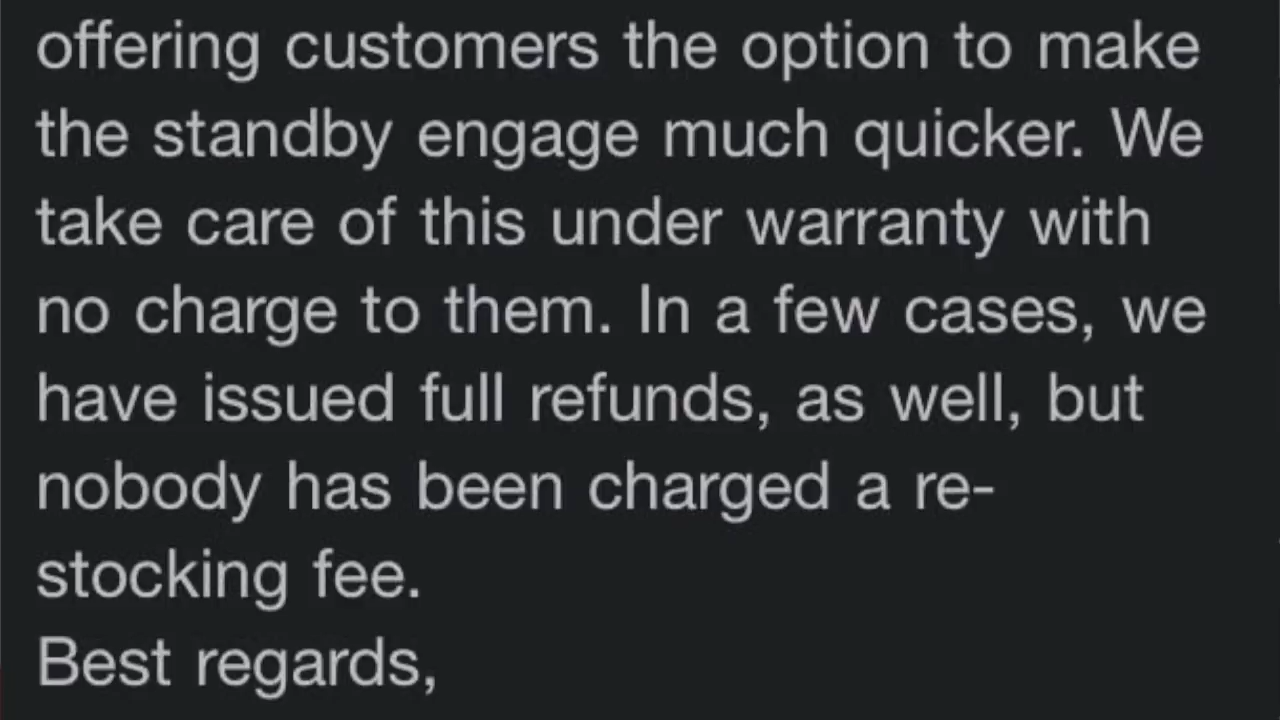 offering customers the option to make
the standby engage much quicker. We
take care of this under warranty with
no charge to them. In a few cases, we
have issued full refunds, as well, but
nobody has been charged a re-
stocking fee.
Best regards,